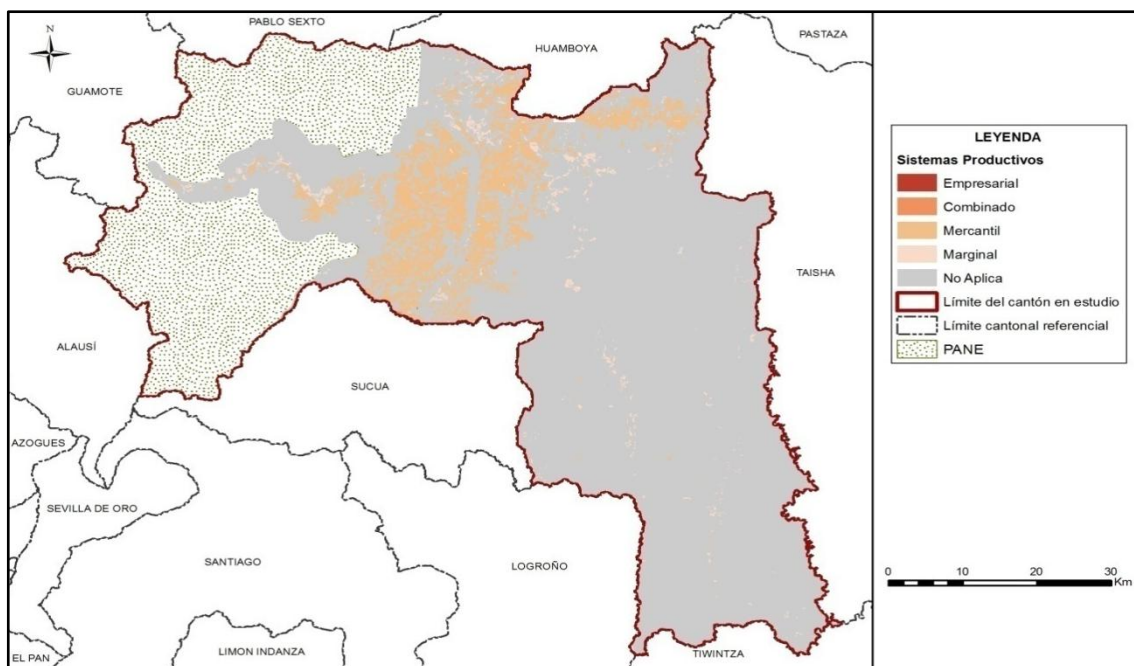 PABLO SEXTO
PASTAZA
N
HUAMBOYA
GUAMOTE
TAISHA
ALAUSÍ
SUCUA
AZOGUES
SEVILLA DE ORO
SANTIAGO
LOGROÑO
LIMON INDANZA
TIWINTZA
EL PAN
LEYENDA
Sistemas Productivos
Empresarial
Combinado
Mercantil
Marginal
No Aplica
Límite del cantón en estudio
Límite cantonal referencial
PANE
0 10 20 30
Km